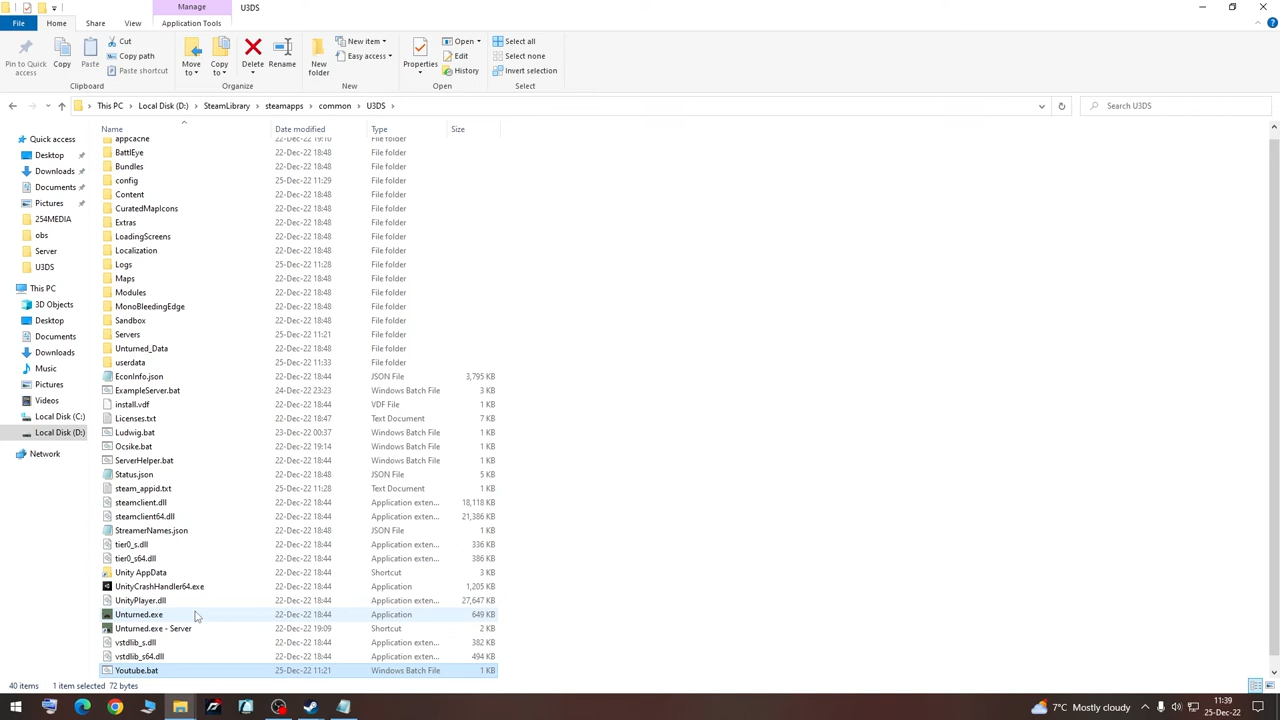 Manage
U3DS
File
Home
Share
View
Application Tools
Pin to Quick access
Copy
Paste
Cut
Copy path
Paste shortcut
Clipboard
Move to
Copy to
Delete
Rename
Organize
New folder
New item
Easy access
New
Properties
Open
Edit
History
Open
Select all
Select none
Invert selection
Select
This PC
Local Disk (D:)
SteamLibrary
steamapps
common
U3DS
Search U3DS
Quick access
Desktop
Downloads
Documents
Pictures
254MEDIA
obs
Server
U3DS
This PC
3D Objects
Desktop
Documents
Downloads
Music
Pictures
Videos
Local Disk (C:)
Local Disk (D:)
Network
Name Date modified Type Size
appcache 22-Dec-22 19:10 File folder
BattlEye 22-Dec-22 18:48 File folder
Bundles 22-Dec-22 18:48 File folder
config 25-Dec-22 11:29 File folder
Content 22-Dec-22 18:48 File folder
CuratedMapIcons 22-Dec-22 18:48 File folder
Extras 22-Dec-22 18:48 File folder
LoadingScreens 22-Dec-22 18:48 File folder
Localization 22-Dec-22 18:48 File folder
Logs 25-Dec-22 11:28 File folder
Maps 22-Dec-22 18:48 File folder
Modules 22-Dec-22 18:48 File folder
MonoBleedingEdge 22-Dec-22 18:48 File folder
Sandbox 22-Dec-22 18:48 File folder
Servers 25-Dec-22 11:21 File folder
Unturned_Data 22-Dec-22 18:48 File folder
userdata 25-Dec-22 11:33 File folder
EconInfo.json 22-Dec-22 18:44 JSON File 3,795 KB
ExampleServer.bat 24-Dec-22 23:23 Windows Batch File 3 KB
install.vdf 22-Dec-22 18:44 VDF File 1 KB
Licenses.txt 22-Dec-22 18:47 Text Document 7 KB
Ludwig.bat 23-Dec-22 00:37 Windows Batch File 1 KB
Ocsike.bat 22-Dec-22 19:14 Windows Batch File 1 KB
ServerHelper.bat 22-Dec-22 18:44 Windows Batch File 1 KB
Status.json 22-Dec-22 18:48 JSON File 5 KB
steam_appid.txt 25-Dec-22 11:28 Text Document 1 KB
steamclient.dll 22-Dec-22 18:44 Application exten... 18,118 KB
steamclient64.dll 22-Dec-22 18:44 Application exten... 21,386 KB
StreamerNames.json 22-Dec-22 18:48 JSON File 1 KB
tier0_s.dll 22-Dec-22 18:44 Application exten... 336 KB
tier0_s64.dll 22-Dec-22 18:44 Application exten... 386 KB
Unity AppData 22-Dec-22 18:44 Shortcut 3 KB
UnityCrashHandler64.exe 22-Dec-22 18:44 Application 1,205 KB
UnityPlayer.dll 22-Dec-22 18:44 Application exten... 27,647 KB
Unturned.exe 22-Dec-22 18:44 Application 649 KB
Unturned.exe - Server 22-Dec-22 19:09 Shortcut 2 KB
vstdlib_s.dll 22-Dec-22 18:44 Application exten... 382 KB
vstdlib_s64.dll 22-Dec-22 18:44 Application exten... 494 KB
Youtube.bat 25-Dec-22 11:21 Windows Batch File 1 KB
40 items 1 item selected 72 bytes
7°C Mostly cloudy
11:39
25-Dec-22